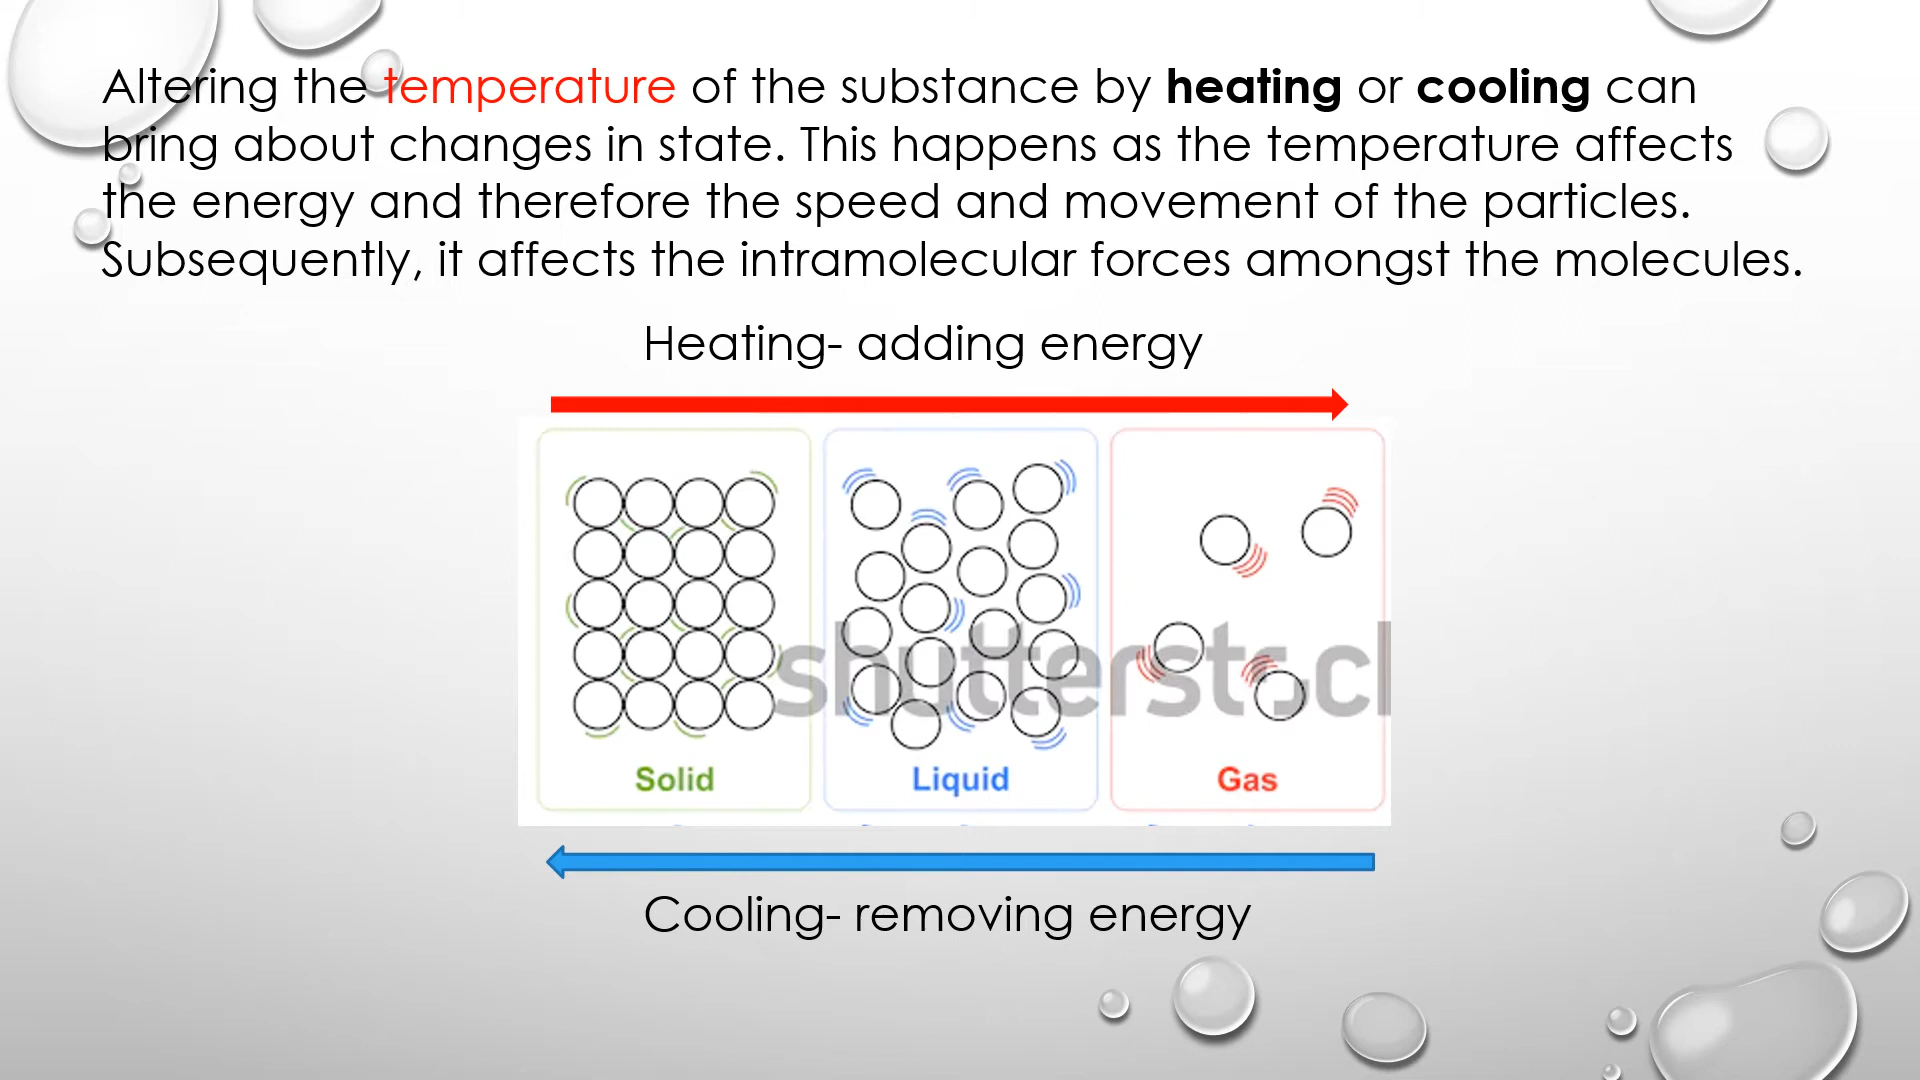 Altering the temperature of the substance by heating or cooling can
bring about changes in state. This happens as the temperature affects
the energy and therefore the speed and movement of the particles.
Subsequently, it affects the intramolecular forces amongst the molecules.
Heating- adding energy
shutterstock
Solid Liquid Gas
Cooling- removing energy